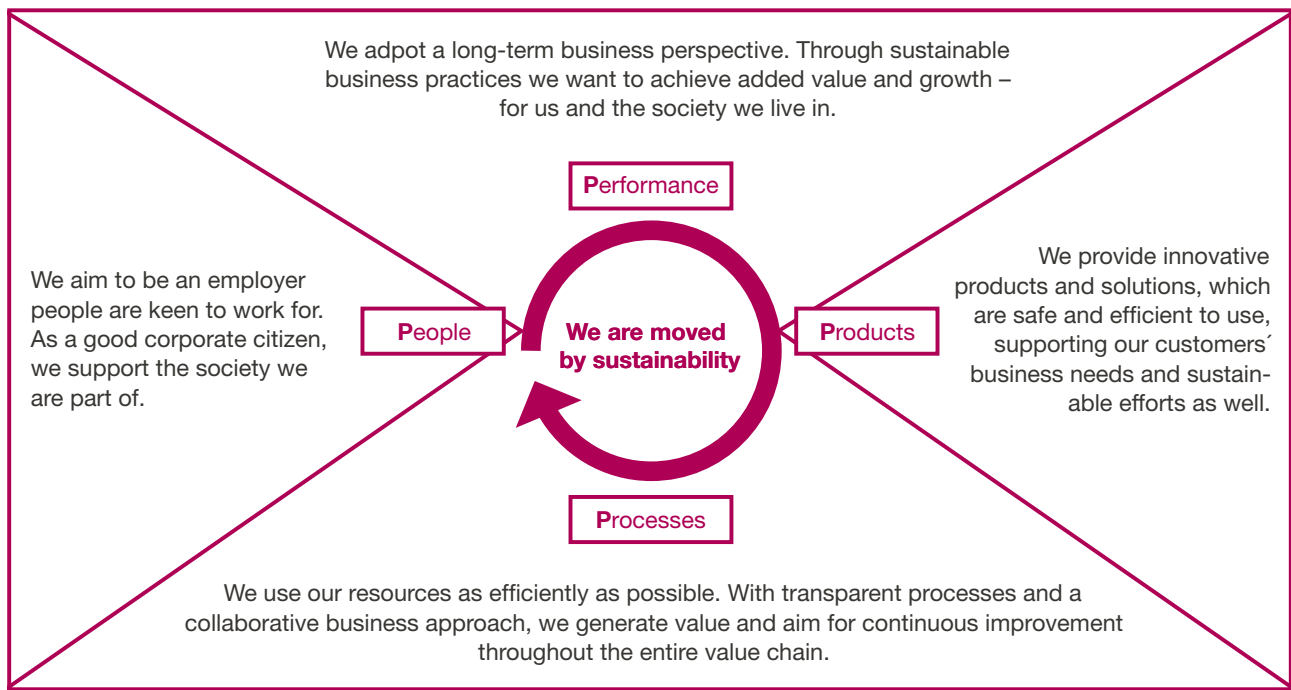 We adpot a long-term business perspective. Through sustainable
business practices we want to achieve added value and growth –
for us and the society we live in.
Performance
We aim to be an employer
people are keen to work for.
As a good corporate citizen,
we support the society we
are part of.
People
We are moved
by sustainability
Products
We provide innovative
products and solutions, which
are safe and efficient to use,
supporting our customers´
business needs and sustain-
able efforts as well.
Processes
We use our resources as efficiently as possible. With transparent processes and a
collaborative business approach, we generate value and aim for continuous improvement
throughout the entire value chain.